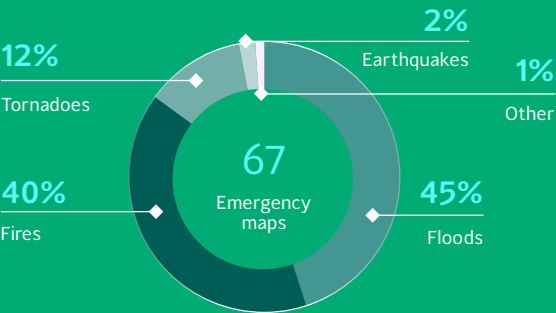 2%
Earthquakes
12%
Tornadoes
1%
Other
67
Emergency
maps
40%
Fires
45%
Floods